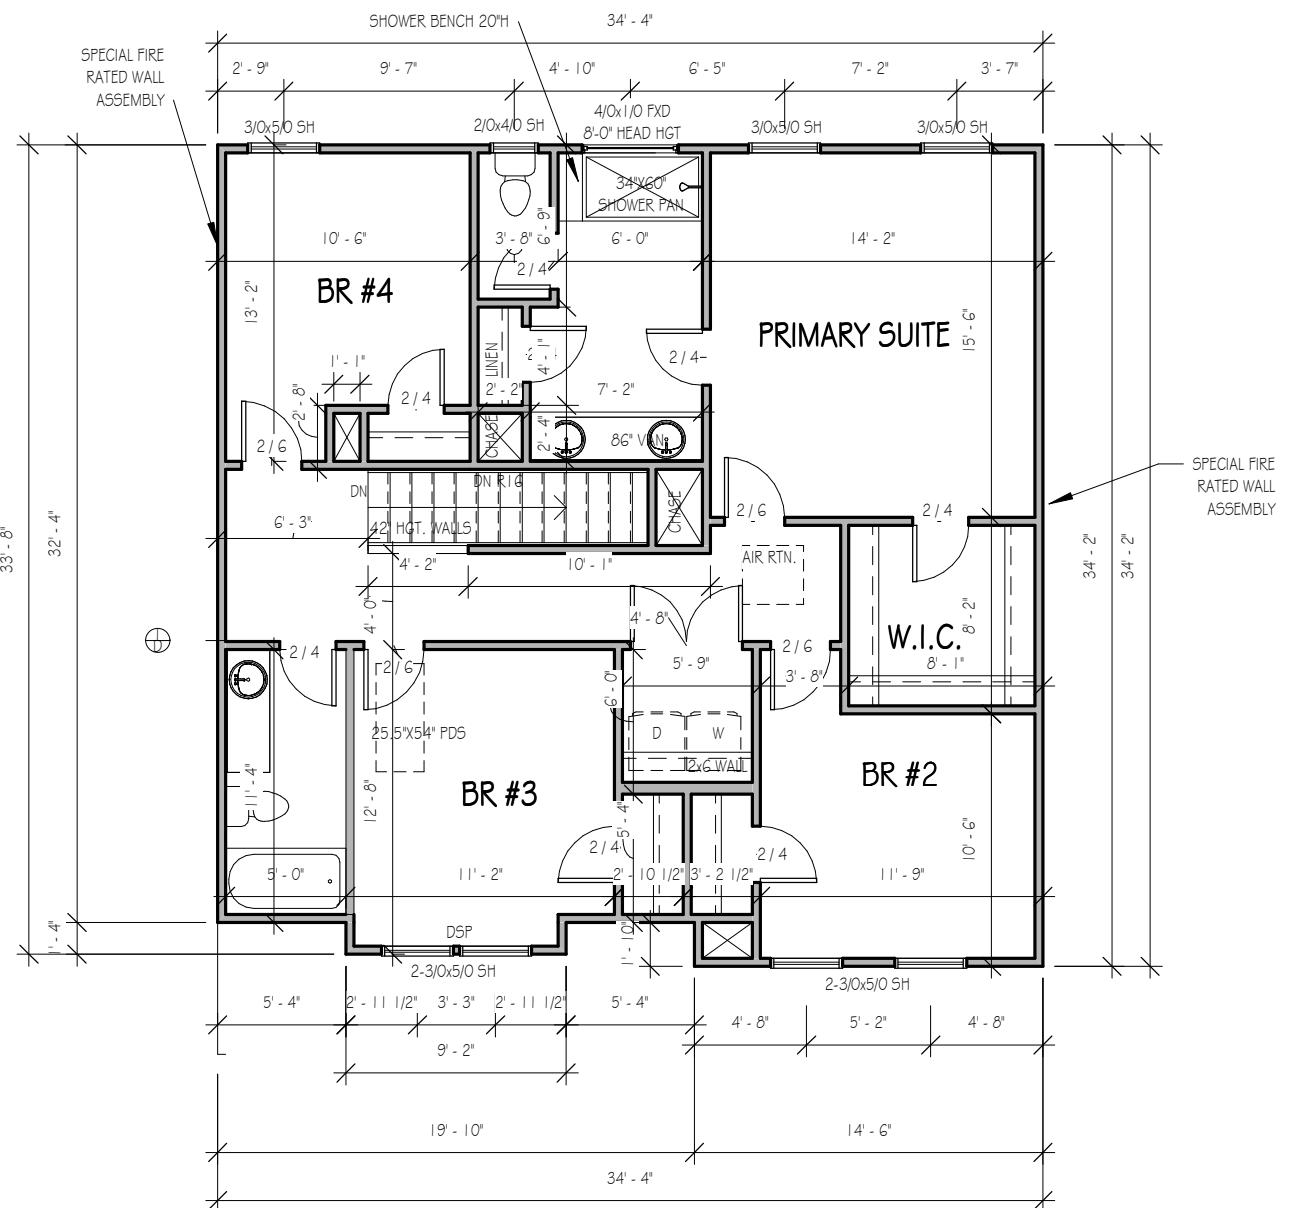 SHOWER BENCH 20"H
34' - 4"
SPECIAL FIRE
RATED WALL
ASSEMBLY
2' - 9"
9' - 7"
4' - 10"
6' - 5"
7' - 2"
3' - 7"
3/0x5/0 SH
2/0x4/0 SH
4/0x1/0 FXD
8'-0" HEAD HGT
3/0x5/0 SH
3/0x5/0 SH
34"X60"
SHOWER PAN
10' - 6"
3' - 8"
6' - 9"
6' - 0"
14' - 2"
2/4
BR #4
13' - 2"
PRIMARY SUITE
15' - 6"
1' - 1"
2' - 8"
2/4
LINEN
4' - 1"
2/4
2' - 2"
7' - 2"
2/6
CHASE
2' - 4"
86" VAN
DN
DN R16
CHASE
2/6
2/4
SPECIAL FIRE
RATED WALL
ASSEMBLY
6' - 3"
42" HGT. WALLS
33' - 8"
32' - 4"
4' - 2"
10' - 1"
AIR RTN.
34' - 2"
34' - 2"
4' - 0"
4' - 8"
8' - 2"
W.I.C.
8' - 1"
D
2/4
2/6
5' - 9"
2/6
3' - 8"
6' - 0"
25.5"X54" PDS
D
W
2x6 WALL
BR #3
BR #2
11' - 4"
12' - 8"
5' - 4"
10' - 6"
2/4
2/4
5' - 0"
11' - 2"
2' - 10 1/2"
3' - 2 1/2"
11' - 9"
1' - 4"
DSP
1' - 10"
2-3/0x5/0 SH
2-3/0x5/0 SH
5' - 4"
2' - 11 1/2"
3' - 3"
2' - 11 1/2"
5' - 4"
4' - 8"
5' - 2"
4' - 8"
9' - 2"
19' - 10"
14' - 6"
34' - 4"